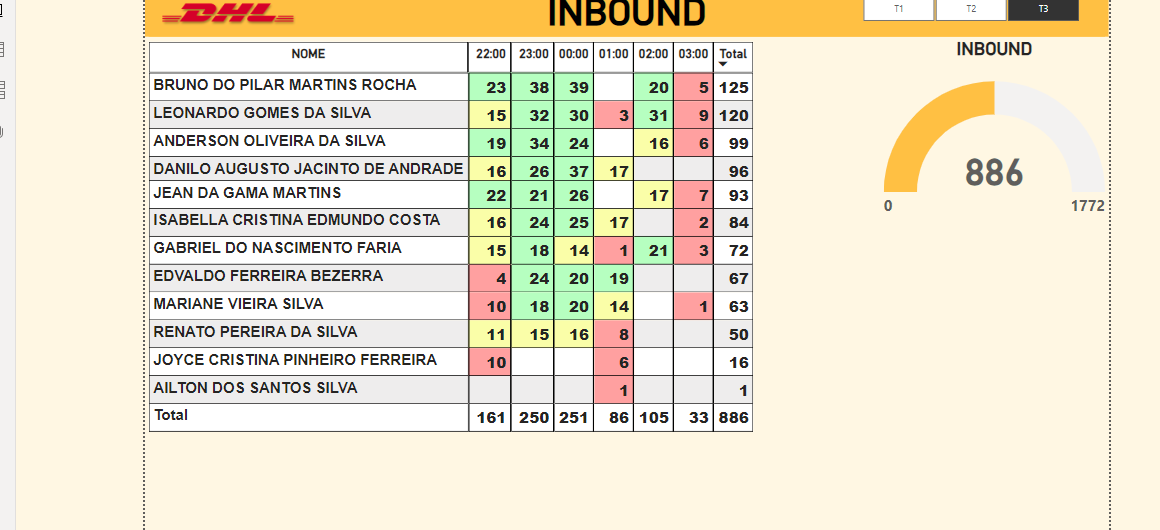 DHL
INBOUND
T1 T2 T3
NOME 22:00 23:00 00:00 01:00 02:00 03:00 Total
BRUNO DO PILAR MARTINS ROCHA 23 38 39 20 5 125
LEONARDO GOMES DA SILVA 15 32 30 3 31 9 120
ANDERSON OLIVEIRA DA SILVA 19 34 24 16 6 99
DANILO AUGUSTO JACINTO DE ANDRADE 16 26 37 17 96
JEAN DA GAMA MARTINS 22 21 26 17 7 93
ISABELLA CRISTINA EDMUNDO COSTA 16 24 25 17 2 84
GABRIEL DO NASCIMENTO FARIA 15 18 14 1 21 3 72
EDVALDO FERREIRA BEZERRA 4 24 20 19 67
MARIANE VIEIRA SILVA 10 18 20 14 1 63
RENATO PEREIRA DA SILVA 11 15 16 8 50
JOYCE CRISTINA PINHEIRO FERREIRA 10 6 16
AILTON DOS SANTOS SILVA 1 1
Total 161 250 251 86 105 33 886
INBOUND
886
0 1772